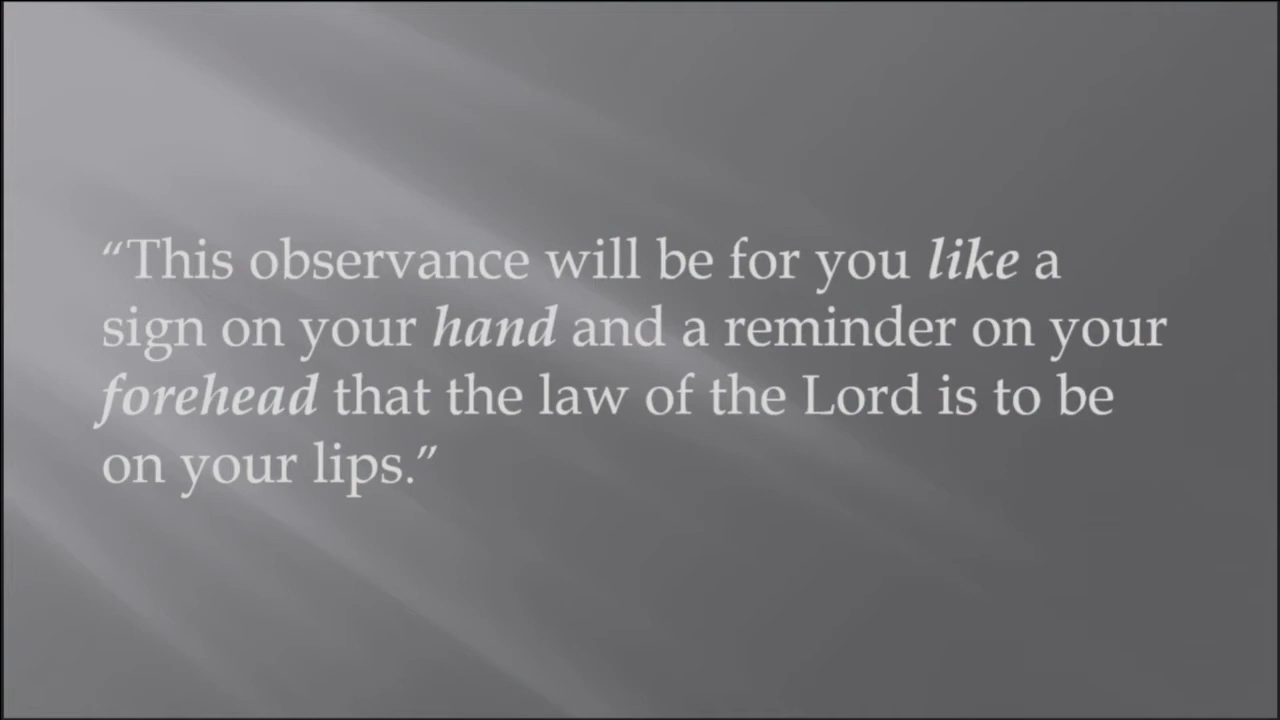 “This observance will be for you like a
sign on your hand and a reminder on your
forehead that the law of the Lord is to be
on your lips.”